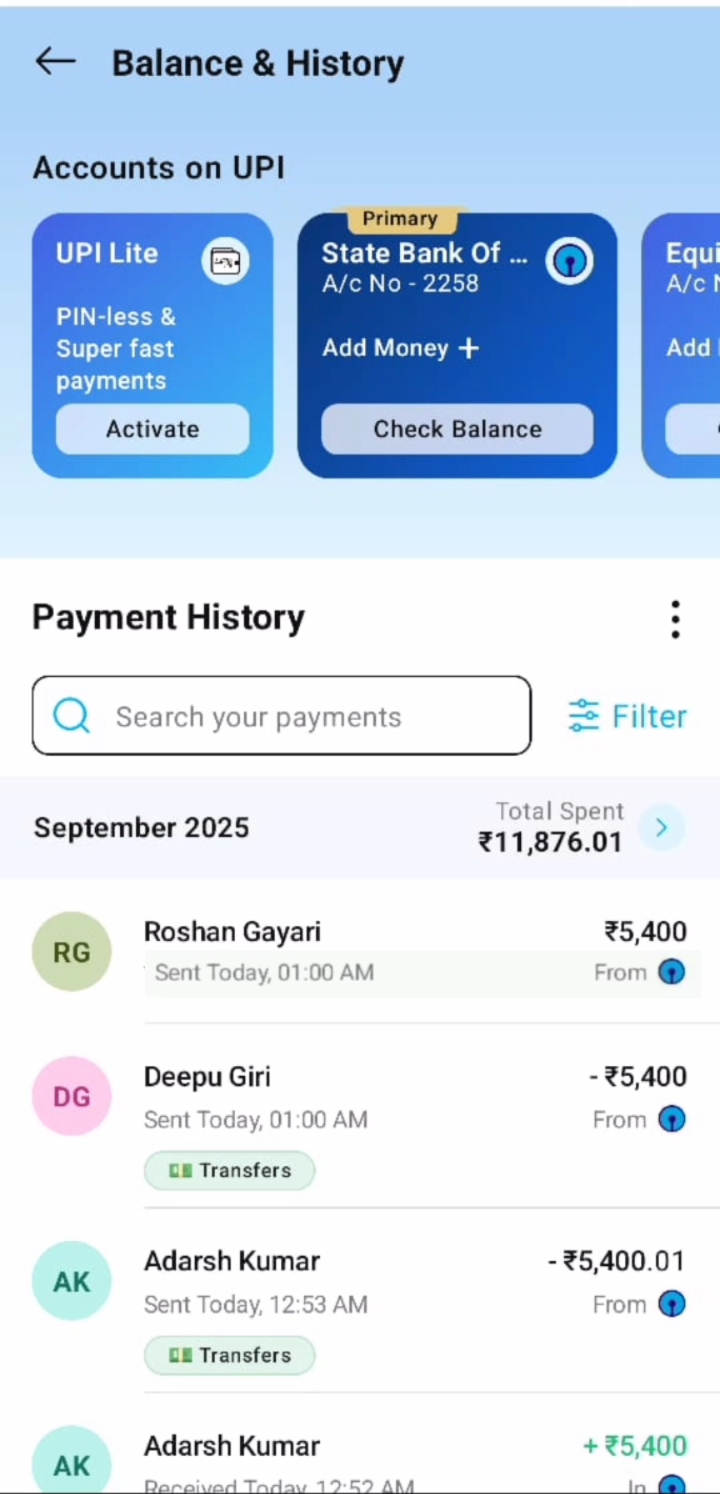 Balance & History
Accounts on UPI
UPI Lite
PIN-less &
Super fast
payments
Activate
Primary
State Bank Of ...
A/c No - 2258
Add Money +
Check Balance
Equi
A/c N
Add
Payment History
Search your payments
Filter
September 2025
Total Spent
₹11,876.01
RG
Roshan Gayari
₹5,400
Sent Today, 01:00 AM
From
DG
Deepu Giri
- ₹5,400
Sent Today, 01:00 AM
From
Transfers
AK
Adarsh Kumar
- ₹5,400.01
Sent Today, 12:53 AM
From
Transfers
AK
Adarsh Kumar
+ ₹5,400
Received Today, 12:52 AM
In